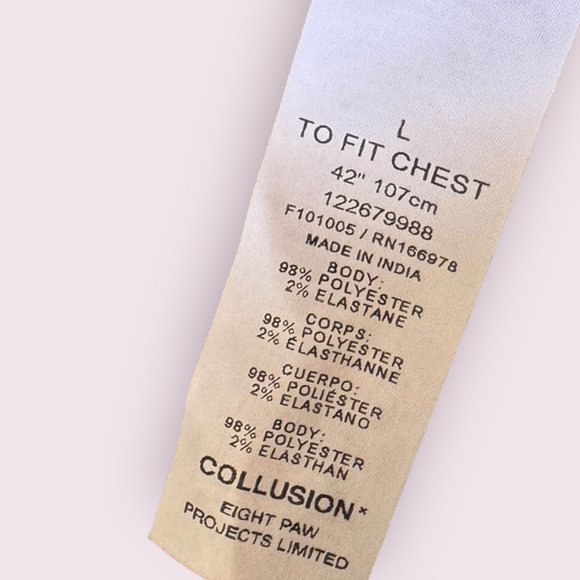 L
TO FIT CHEST
42" 107cm
122679988
F101005 / RN166978
MADE IN INDIA
BODY:
98% POLYESTER
2% ELASTANE
CORPS:
98% POLYESTER
2% ÉLASTHANNE
CUERPO:
98% POLIÉSTER
2% ELASTANO
BODY:
98% POLYESTER
2% ELASTHAN
COLLUSION×
EIGHT PAW
PROJECTS LIMITED